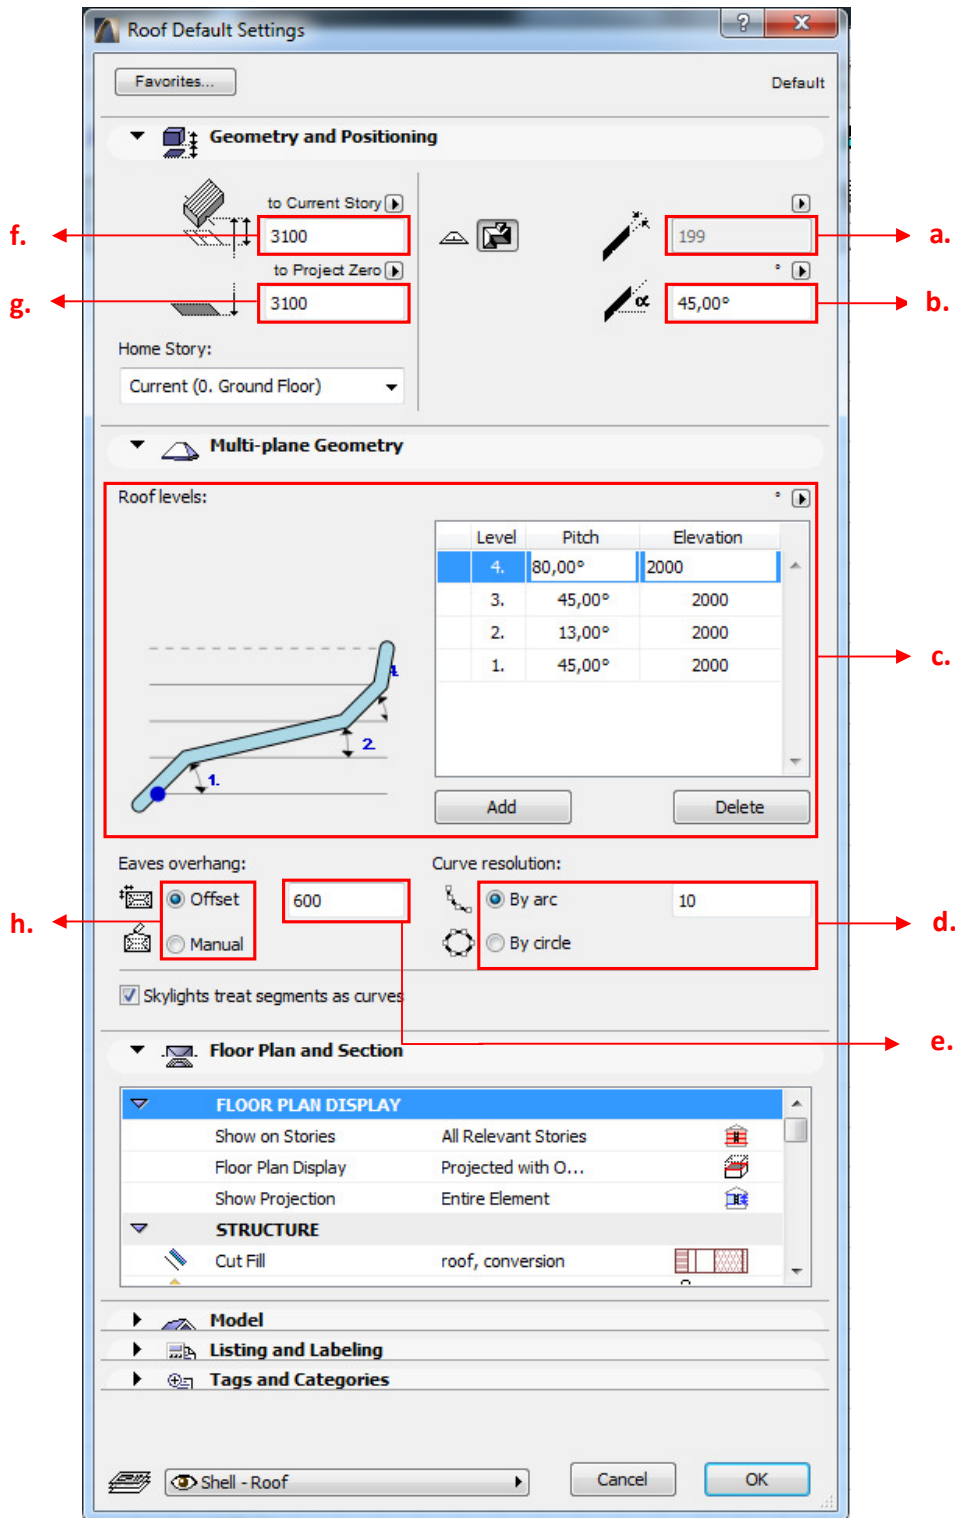 Roof Default Settings
?
X
Favorites...
Default
Geometry and Positioning
to Current Story
f.
3100
199
a.
to Project Zero
°
g.
3100
α
45,00°
b.
Home Story:
Current (0. Ground Floor)
Multi-plane Geometry
Roof levels:
°
Level Pitch Elevation
4. 80,00° 2000
3. 45,00° 2000
2. 13,00° 2000
1. 45,00° 2000
c.
4.
2.
1.
Add
Delete
Eaves overhang:
Curve resolution:
Offset
600
By arc
10
h.
d.
Manual
By circle
Skylights treat segments as curves
e.
Floor Plan and Section
FLOOR PLAN DISPLAY
Show on Stories All Relevant Stories
Floor Plan Display Projected with O...
Show Projection Entire Element
STRUCTURE
Cut Fill roof, conversion
Model
Listing and Labeling
Tags and Categories
Shell - Roof
Cancel
OK